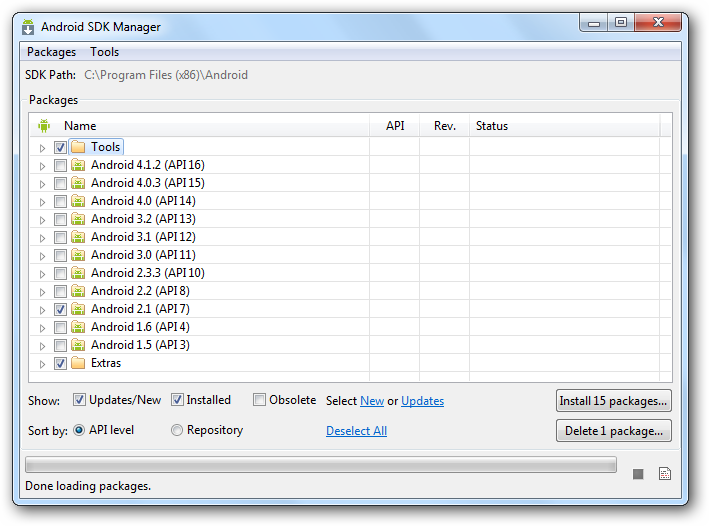 Android SDK Manager
Packages Tools
SDK Path: C:\Program Files (x86)\Android
Packages
Name API Rev. Status
Tools
Android 4.1.2 (API 16)
Android 4.0.3 (API 15)
Android 4.0 (API 14)
Android 3.2 (API 13)
Android 3.1 (API 12)
Android 3.0 (API 11)
Android 2.3.3 (API 10)
Android 2.2 (API 8)
Android 2.1 (API 7)
Android 1.6 (API 4)
Android 1.5 (API 3)
Extras
Show: Updates/New Installed Obsolete Select New or Updates Install 15 packages...
Sort by: API level Repository Deselect All Delete 1 package...
Done loading packages.